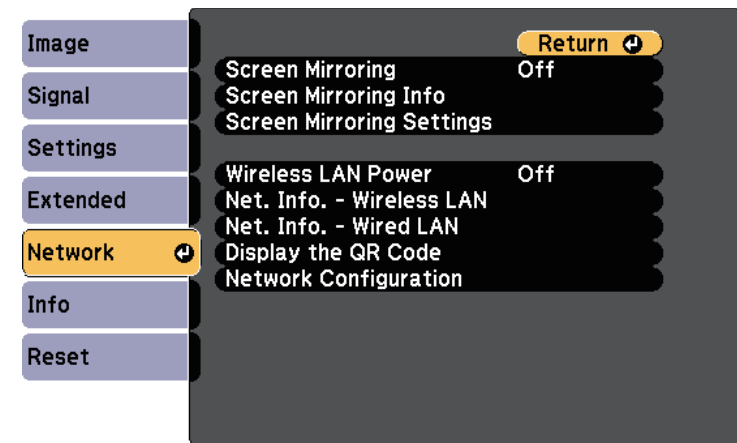 Image
Signal
Settings
Extended
Network
Info
Reset
Return
Screen Mirroring Off
Screen Mirroring Info
Screen Mirroring Settings
Wireless LAN Power Off
Net. Info. - Wireless LAN
Net. Info. - Wired LAN
Display the QR Code
Network Configuration